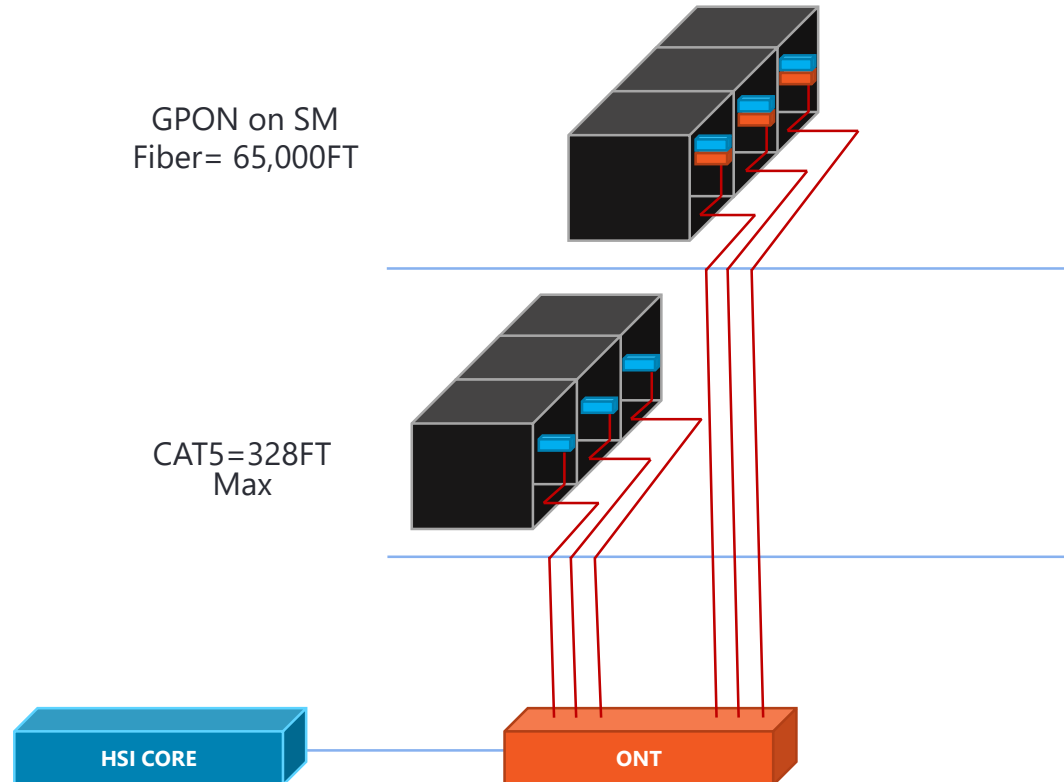 GPON on SM
Fiber= 65,000FT
CAT5=328FT
Max
HSI CORE
ONT